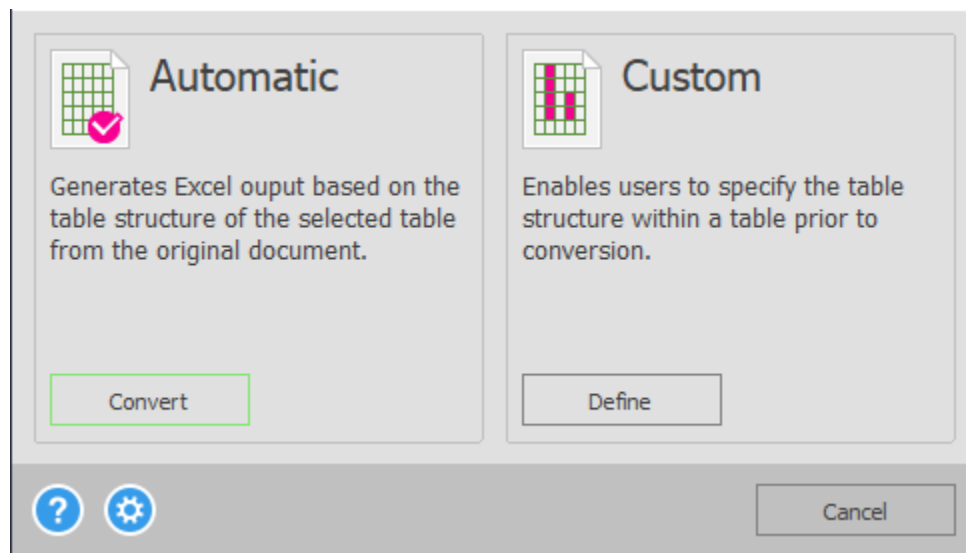 Automatic
Generates Excel ouput based on the
table structure of the selected table
from the original document.
Convert
Custom
Enables users to specify the table
structure within a table prior to
conversion.
Define
?
Cancel